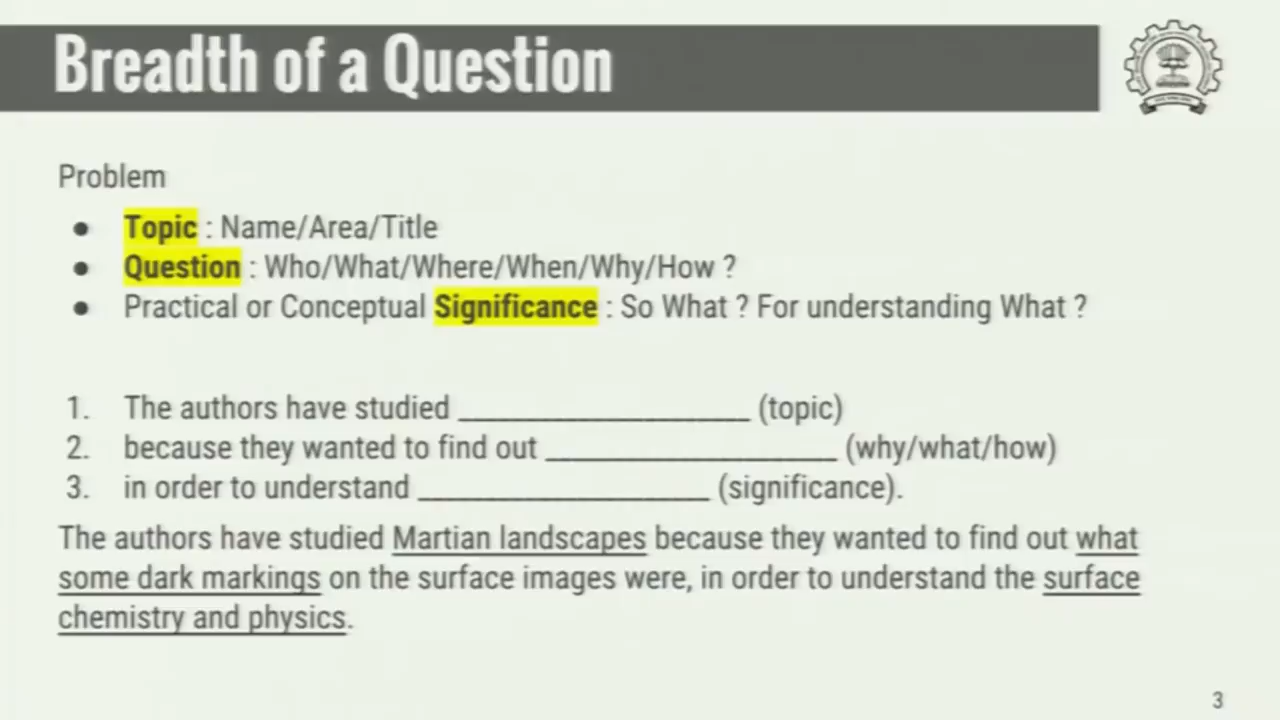 Breadth of a Question
Problem
● Topic : Name/Area/Title
● Question : Who/What/Where/When/Why/How ?
● Practical or Conceptual Significance : So What ? For understanding What ?
1. The authors have studied ____________________ (topic)
2. because they wanted to find out ____________________ (why/what/how)
3. in order to understand ____________________ (significance).
The authors have studied Martian landscapes because they wanted to find out what
some dark markings on the surface images were, in order to understand the surface
chemistry and physics.
3